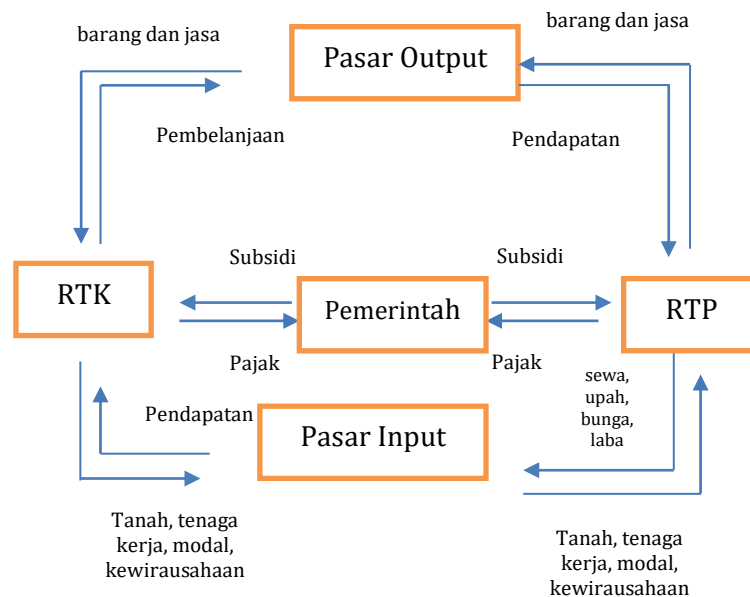 barang dan jasa
Pasar Output
barang dan jasa
Pembelanjaan
Pendapatan
Subsidi
Subsidi
RTK
Pemerintah
RTP
Pajak
Pajak
sewa,
upah,
bunga,
laba
Pendapatan
Pasar Input
Tanah, tenaga
kerja, modal,
kewirausahaan
Tanah, tenaga
kerja, modal,
kewirausahaan